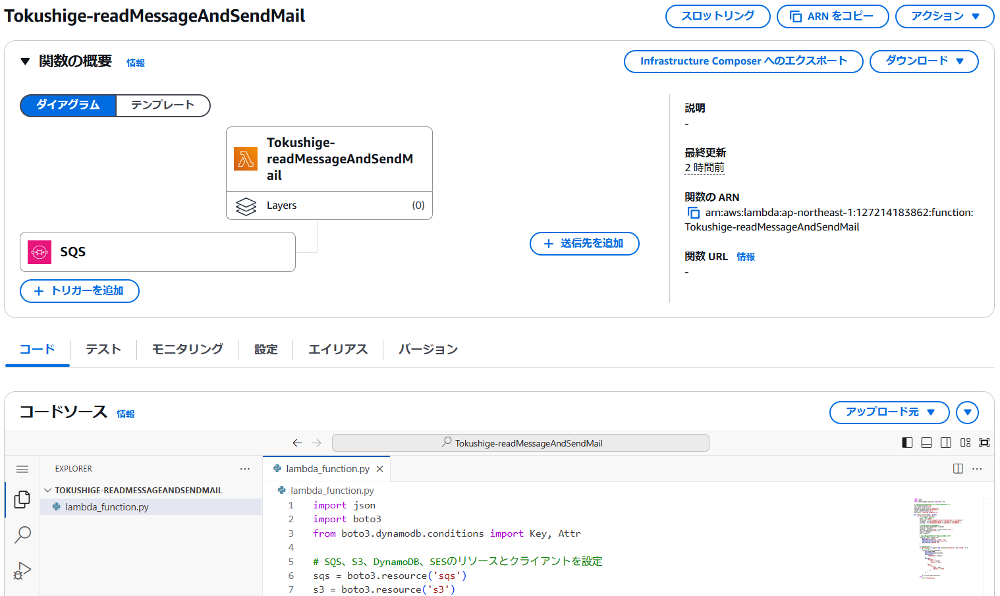 Tokushige-readMessageAndSendMail
スロットリング
ARN をコピー
アクション
関数の概要 情報
Infrastructure Composer へのエクスポート
ダウンロード
ダイアグラム
テンプレート
Tokushige-
readMessageAndSendM
ail
Layers (0)
SQS
+ トリガーを追加
+ 送信先を追加
説明
-
最終更新
2 時間前
関数の ARN
arn:aws:lambda:ap-northeast-1:127214183862:function:
Tokushige-readMessageAndSendMail
関数 URL 情報
-
コード
テスト
モニタリング
設定
エイリアス
バージョン
コードソース 情報
アップロード元
Tokushige-readMessageAndSendMail
EXPLORER
TOKUSHIGE-READMESSAGEANDSENDMAIL
lambda_function.py
lambda_function.py
lambda_function.py
1 import json
2 import boto3
3 from boto3.dynamodb.conditions import Key, Attr
4
5 # SQS、S3、DynamoDB、SESのリソースとクライアントを設定
6 sqs = boto3.resource('sqs')
7 s3 = boto3.resource('s3')